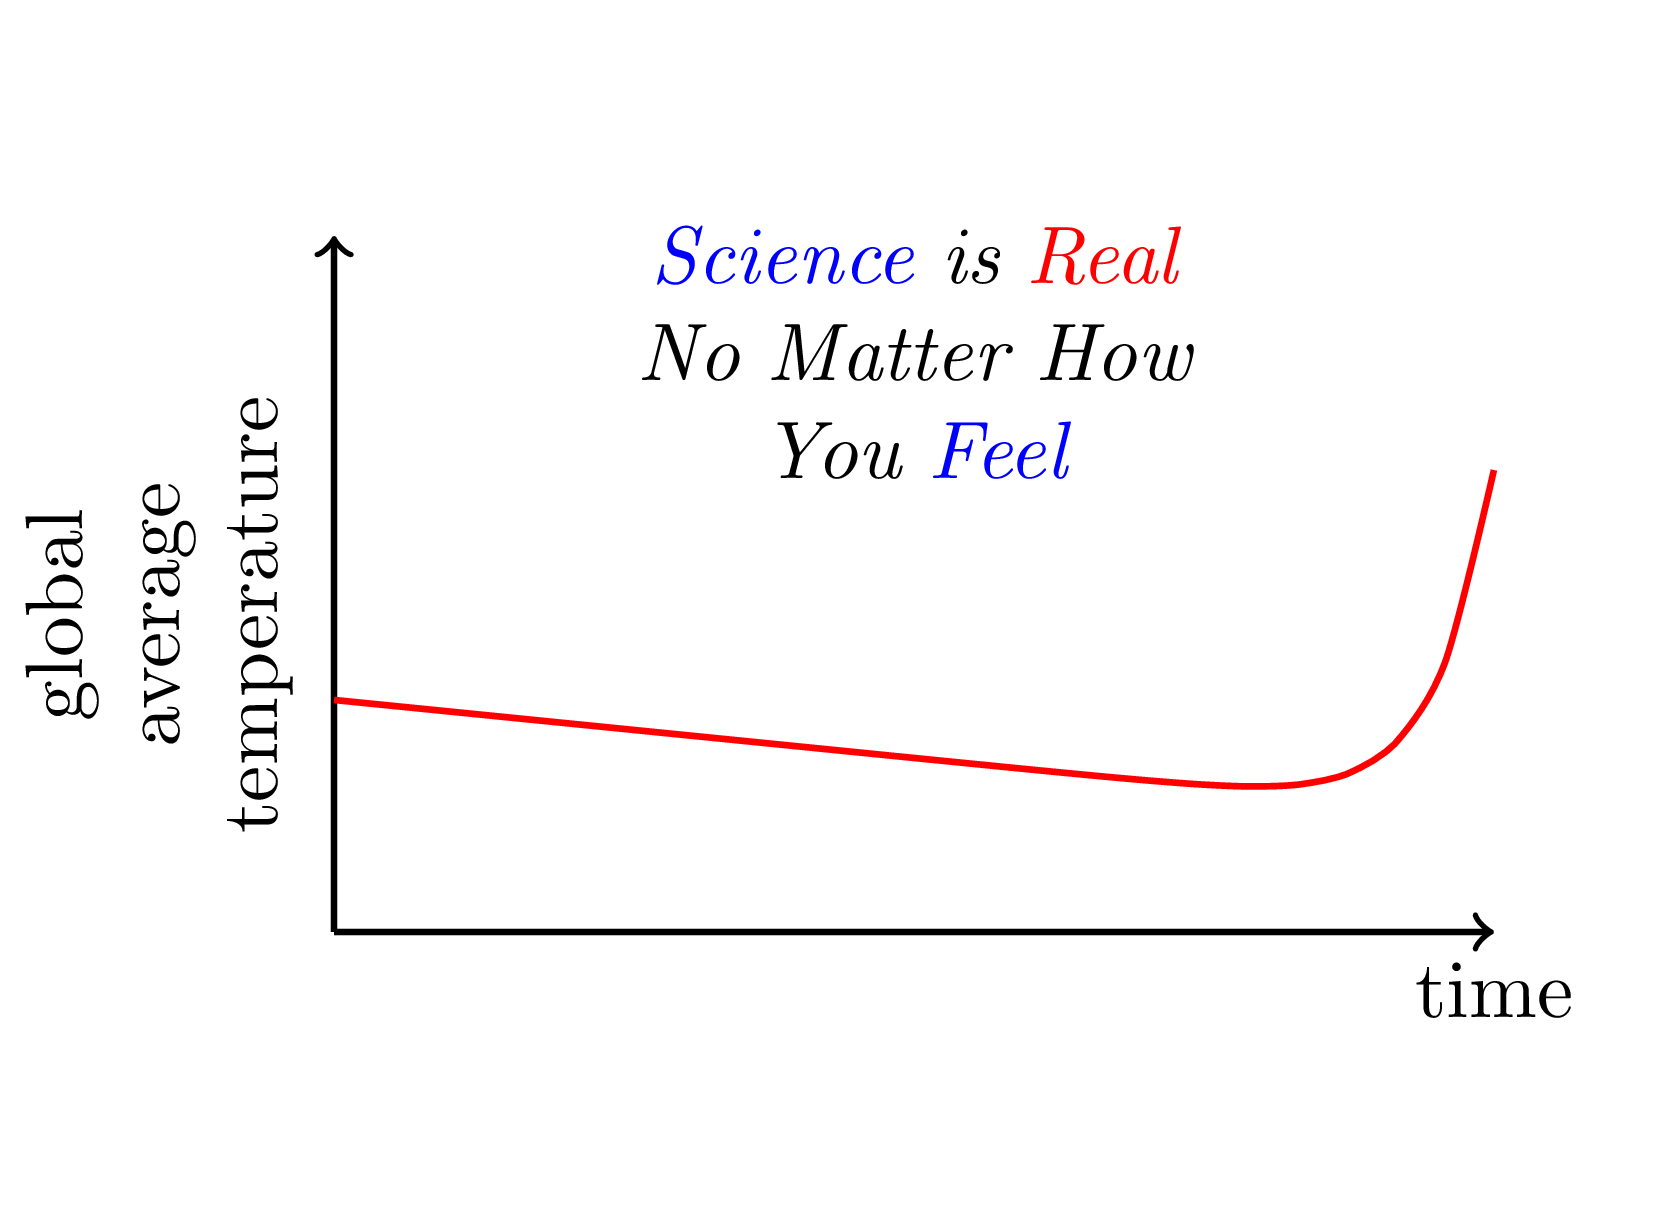 Science is Real
No Matter How
You Feel
global
average
temperature
time